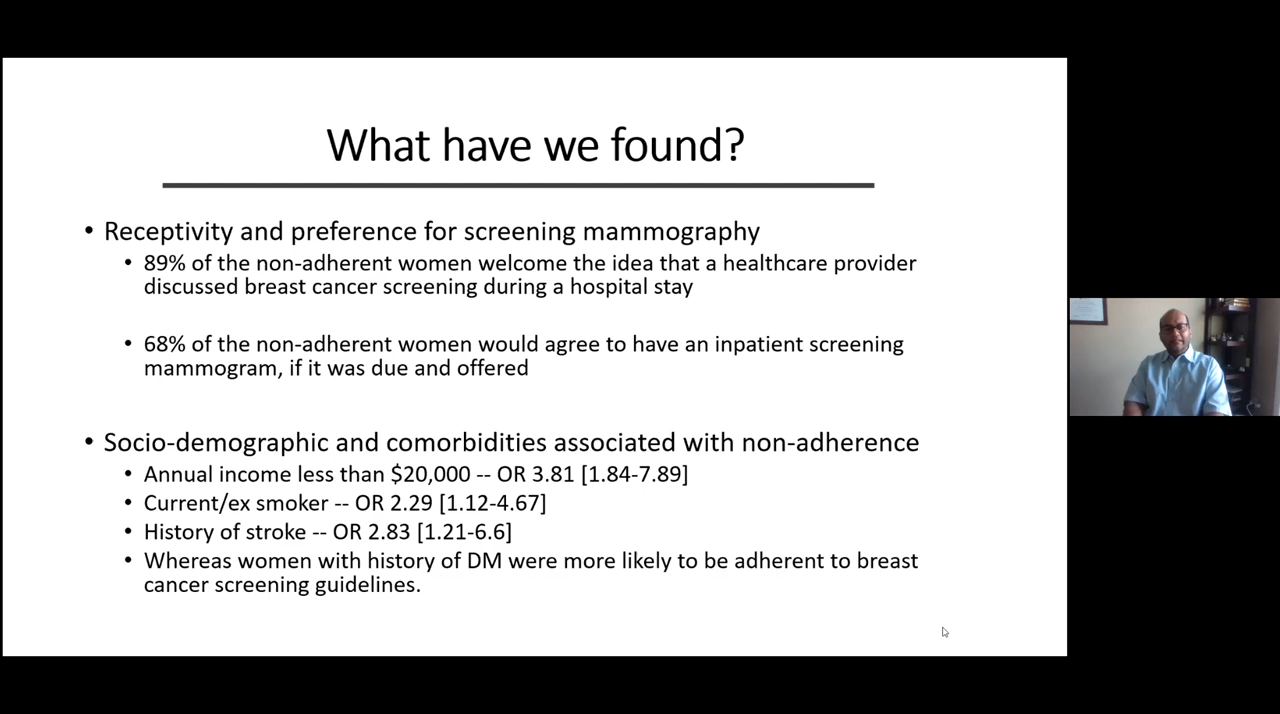 What have we found?
• Receptivity and preference for screening mammography
• 89% of the non-adherent women welcome the idea that a healthcare provider
discussed breast cancer screening during a hospital stay
• 68% of the non-adherent women would agree to have an inpatient screening
mammogram, if it was due and offered
• Socio-demographic and comorbidities associated with non-adherence
• Annual income less than $20,000 -- OR 3.81 [1.84-7.89]
• Current/ex smoker -- OR 2.29 [1.12-4.67]
• History of stroke -- OR 2.83 [1.21-6.6]
• Whereas women with history of DM were more likely to be adherent to breast
cancer screening guidelines.